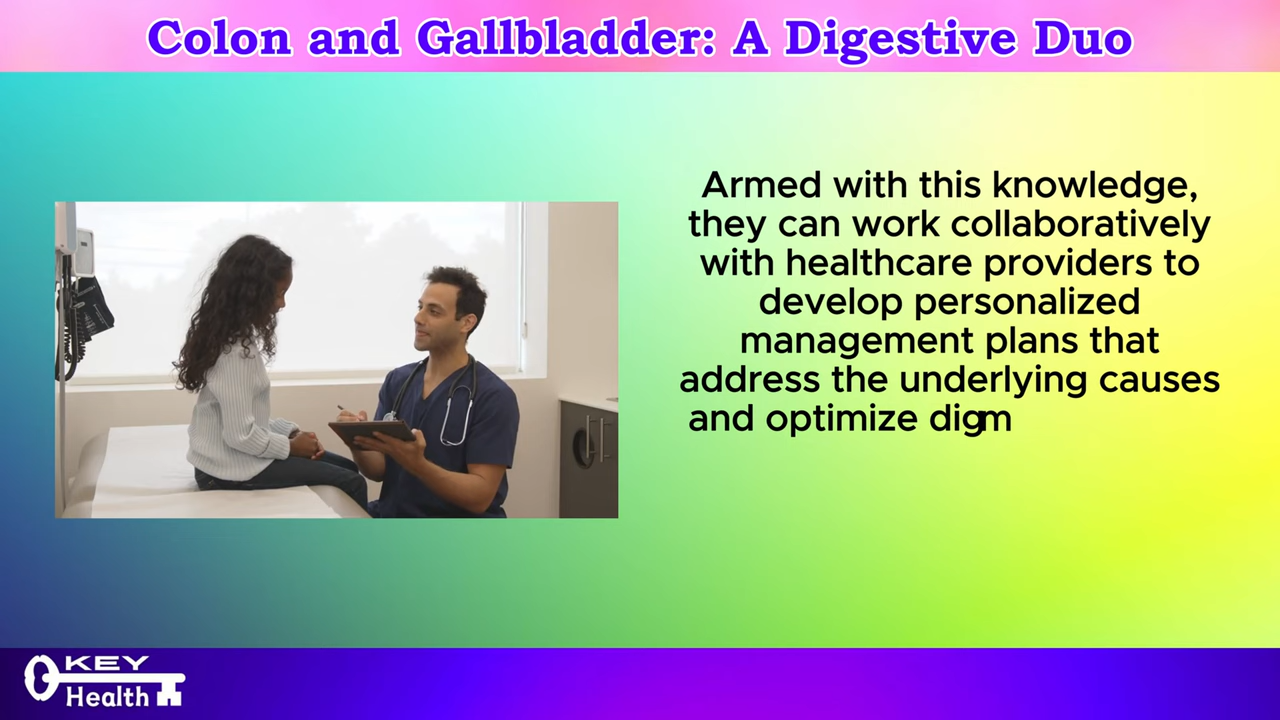 Colon and Gallbladder: A Digestive Duo
Armed with this knowledge,
they can work collaboratively
with healthcare providers to
develop personalized
management plans that
address the underlying causes
and optimize
KEY
Health